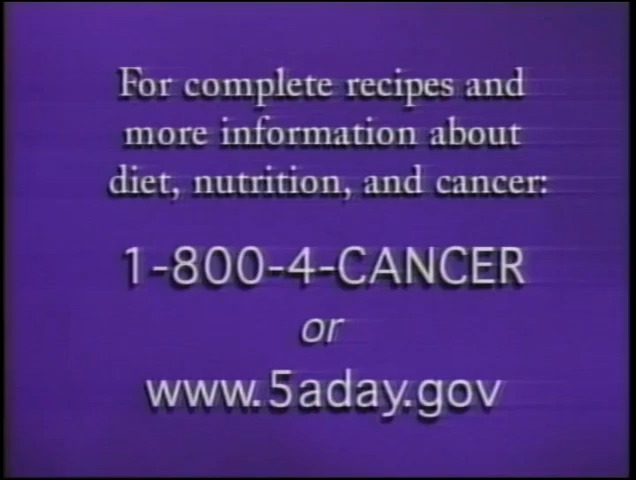 For complete recipes and
more information about
diet, nutrition, and cancer:
1-800-4-CANCER
or
www.5aday.gov